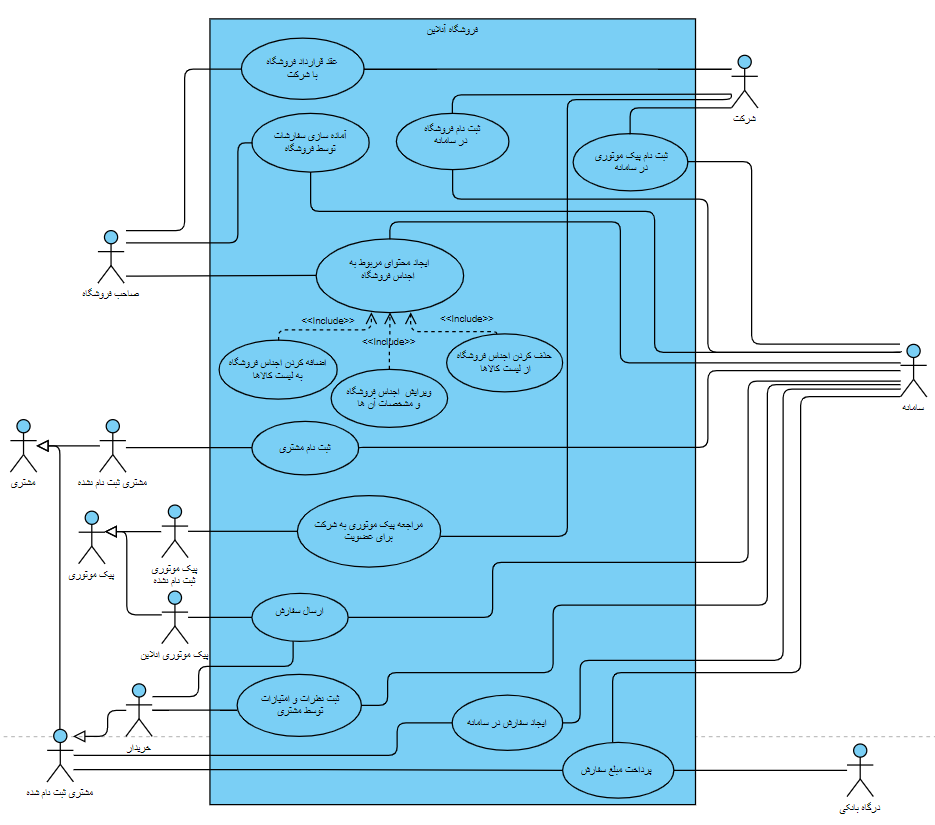 فروشگاه آنلاین
عقد قرارداد فروشگاه
با شرکت
شرکت
آماده سازی سفارشات
توسط فروشگاه
ثبت نام فروشگاه
در سامانه
ثبت نام پیک موتوری
در سامانه
صاحب فروشگاه
ایجاد محتوای مربوط به
اجناس فروشگاه
<<Include>>
<<Include>>
<<Include>>
اضافه کردن اجناس فروشگاه
به لیست کالاها
ویرایش اجناس فروشگاه
و مشخصات آن ها
حذف کردن اجناس فروشگاه
از لیست کالاها
سامانه
مشتری
مشتری ثبت نام نشده
ثبت نام مشتری
پیک موتوری
پیک موتوری
ثبت نام نشده
مراجعه پیک موتوری به شرکت
برای عضویت
ارسال سفارش
پیک موتوری آنلاین
خریدار
ثبت نظرات و امتیازات
توسط مشتری
ایجاد سفارش در سامانه
مشتری ثبت نام شده
پرداخت مبلغ سفارش
درگاه بانکی